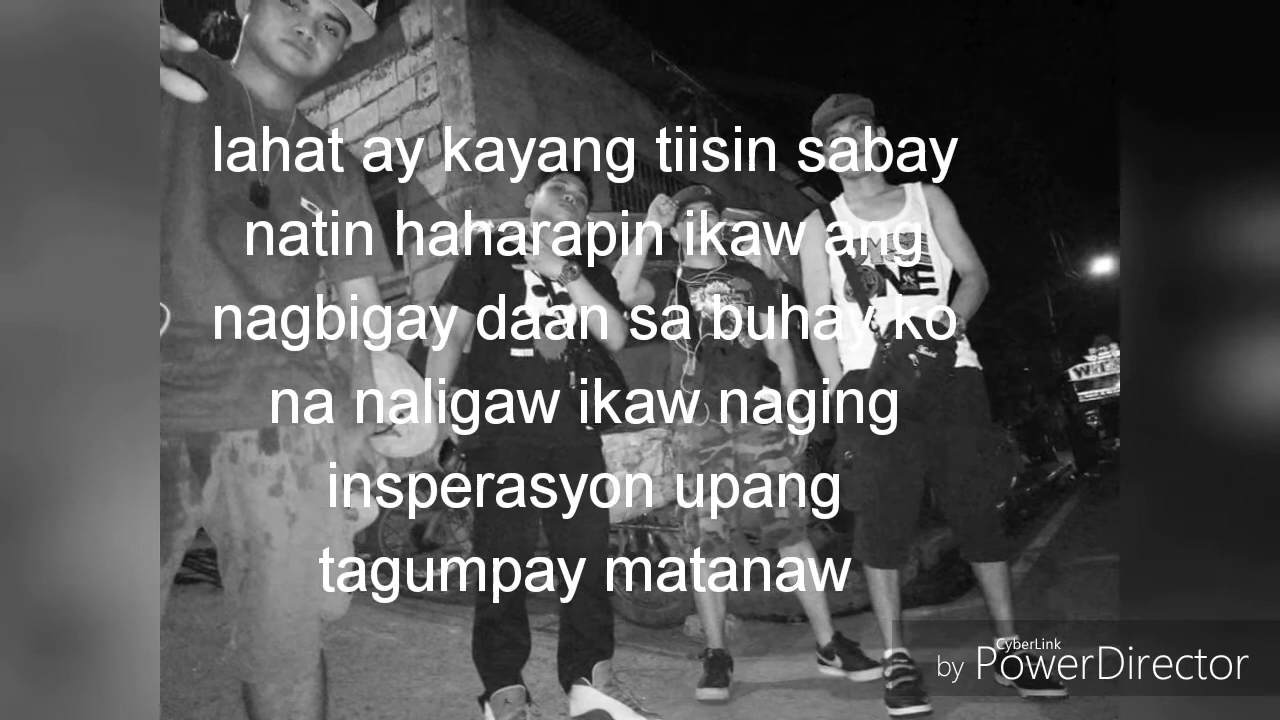 lahat ay kayang tiisin sabay
natin haharapin ikaw ang
nagbigay daan sa buhay ko
na naligaw ikaw naging
insperasyon upang
tagumpay matanaw
CyberLink
by PowerDirector